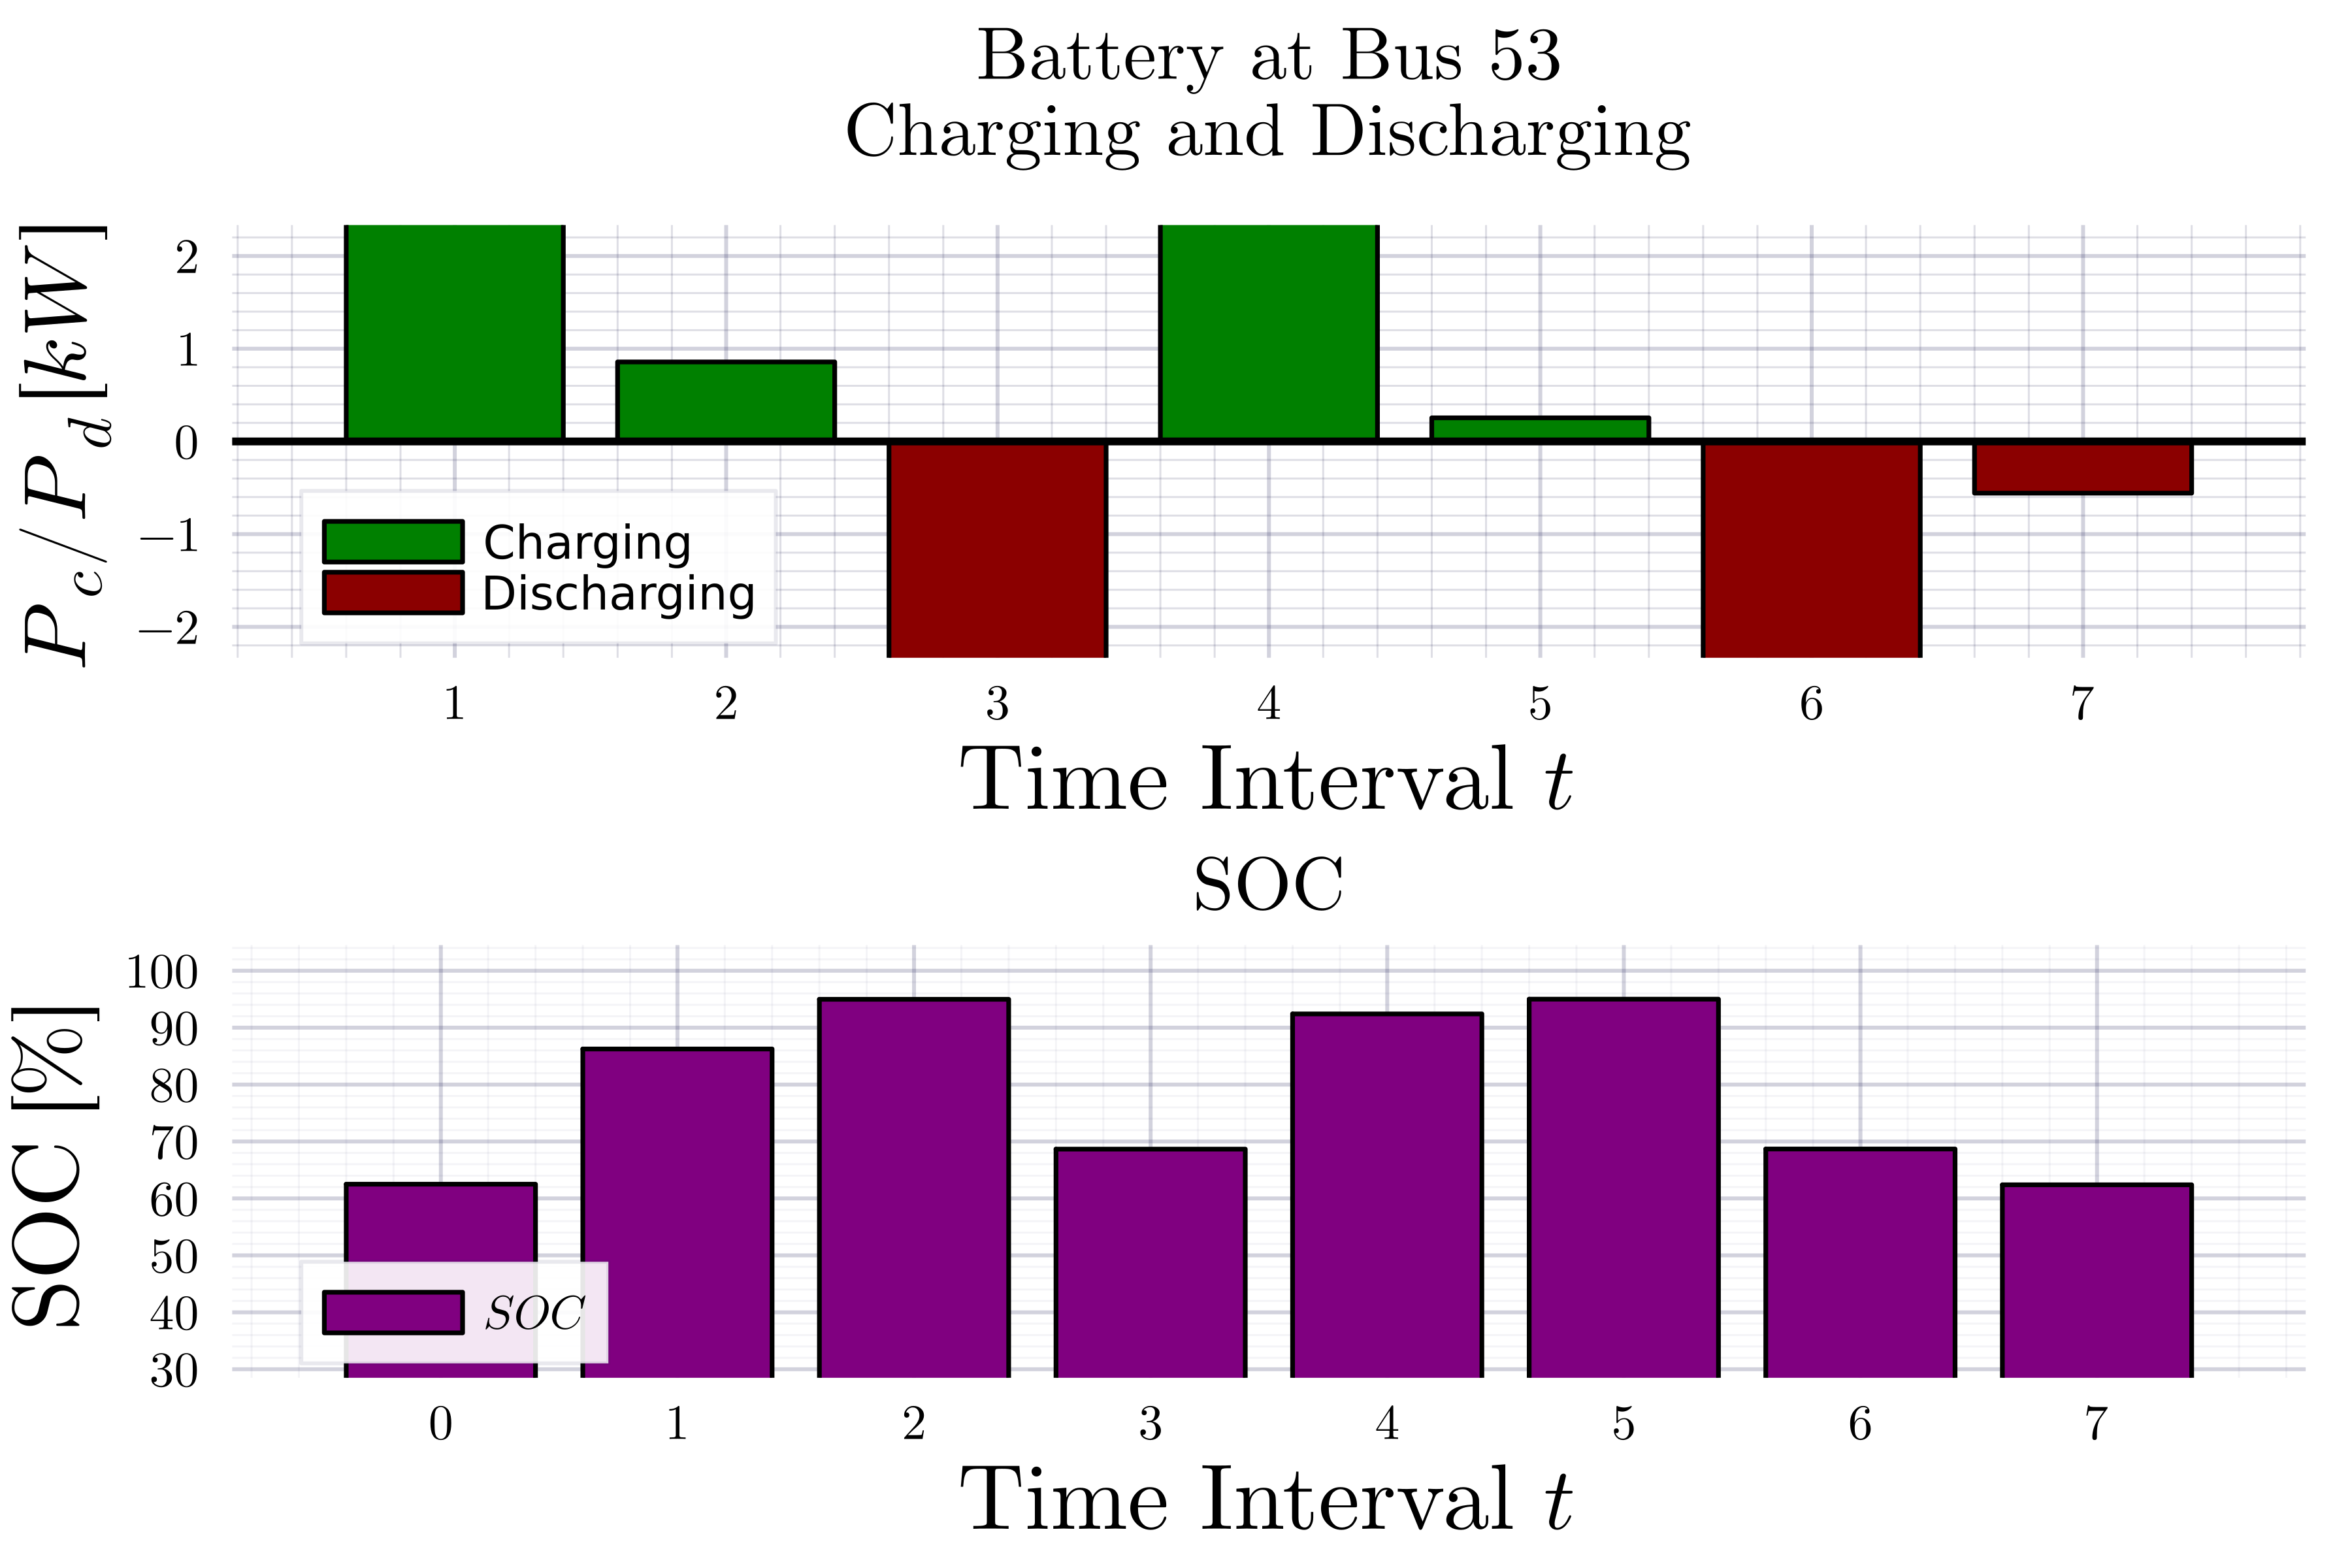 Battery at Bus 53
Charging and Discharging
P_c/P_d [kW]
2
1
0
−1
−2
Charging
Discharging
1 2 3 4 5 6 7
Time Interval t
SOC
SOC [%]
100
90
80
70
60
50
40
30
SOC
0 1 2 3 4 5 6 7
Time Interval t